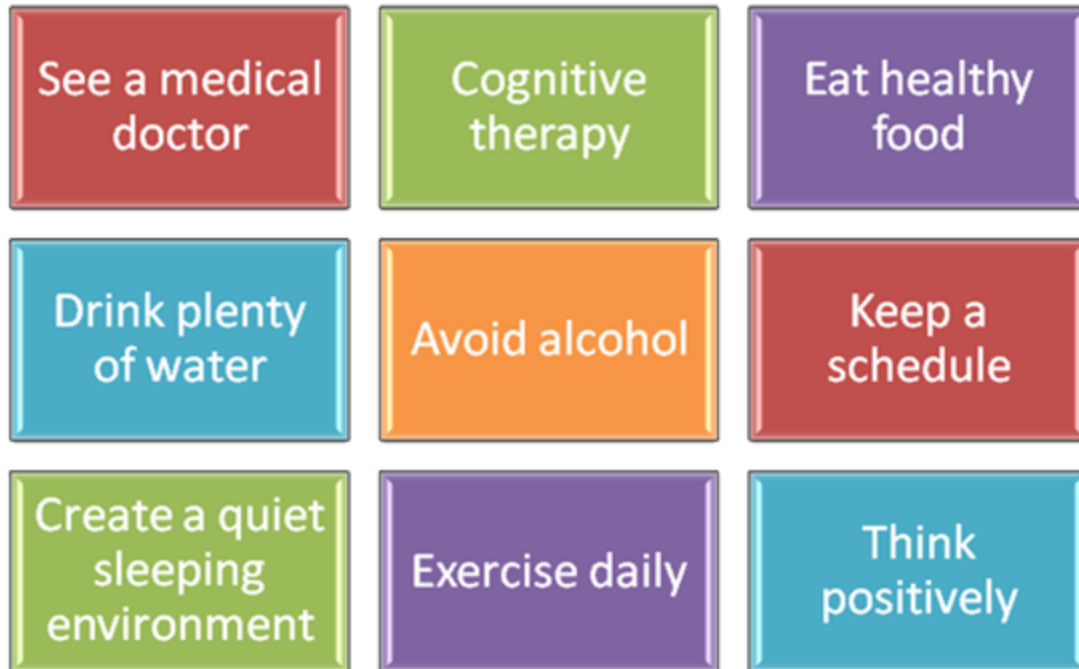 See a medical
doctor
Cognitive
therapy
Eat healthy
food
Drink plenty
of water
Avoid alcohol
Keep a
schedule
Create a quiet
sleeping
environment
Exercise daily
Think
positively